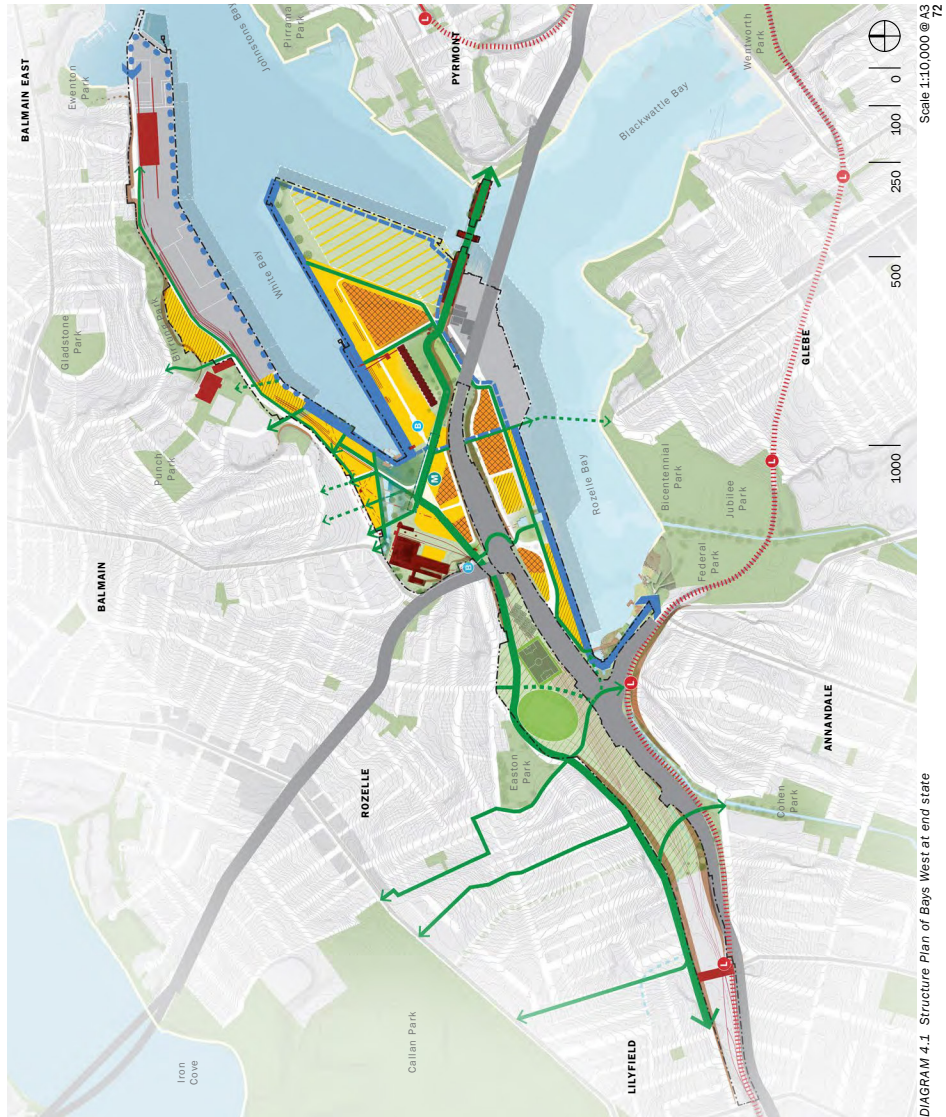 BALMAIN EAST
Ewenton
Park
Johnstons Bay
Pirrama
Park
L
PYRMONT
Gladstone
Park
Birrung Park
White Bay
Wentworth
Park
Blackwattle Bay
Punch
Park
L
BALMAIN
B
M
B
Rozelle Bay
GLEBE
Bicentennial
Park
Jubilee
Park
L
Federal
Park
ROZELLE
Easton
Park
L
ANNANDALE
Cohen
Park
Iron
Cove
Callan Park
LILYFIELD
L
0
100
250
500
1000
Scale 1:10,000 @ A3
72
DIAGRAM 4.1 Structure Plan of Bays West at end state